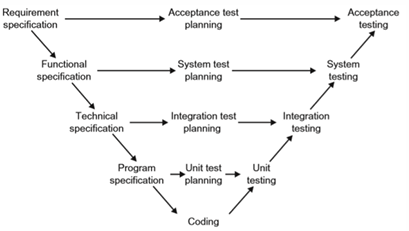 Requirement
specification
Acceptance test
planning
Acceptance
testing
Functional
specification
System test
planning
System
testing
Technical
specification
Integration test
planning
Integration
testing
Program
specification
Unit test
planning
Unit
testing
Coding